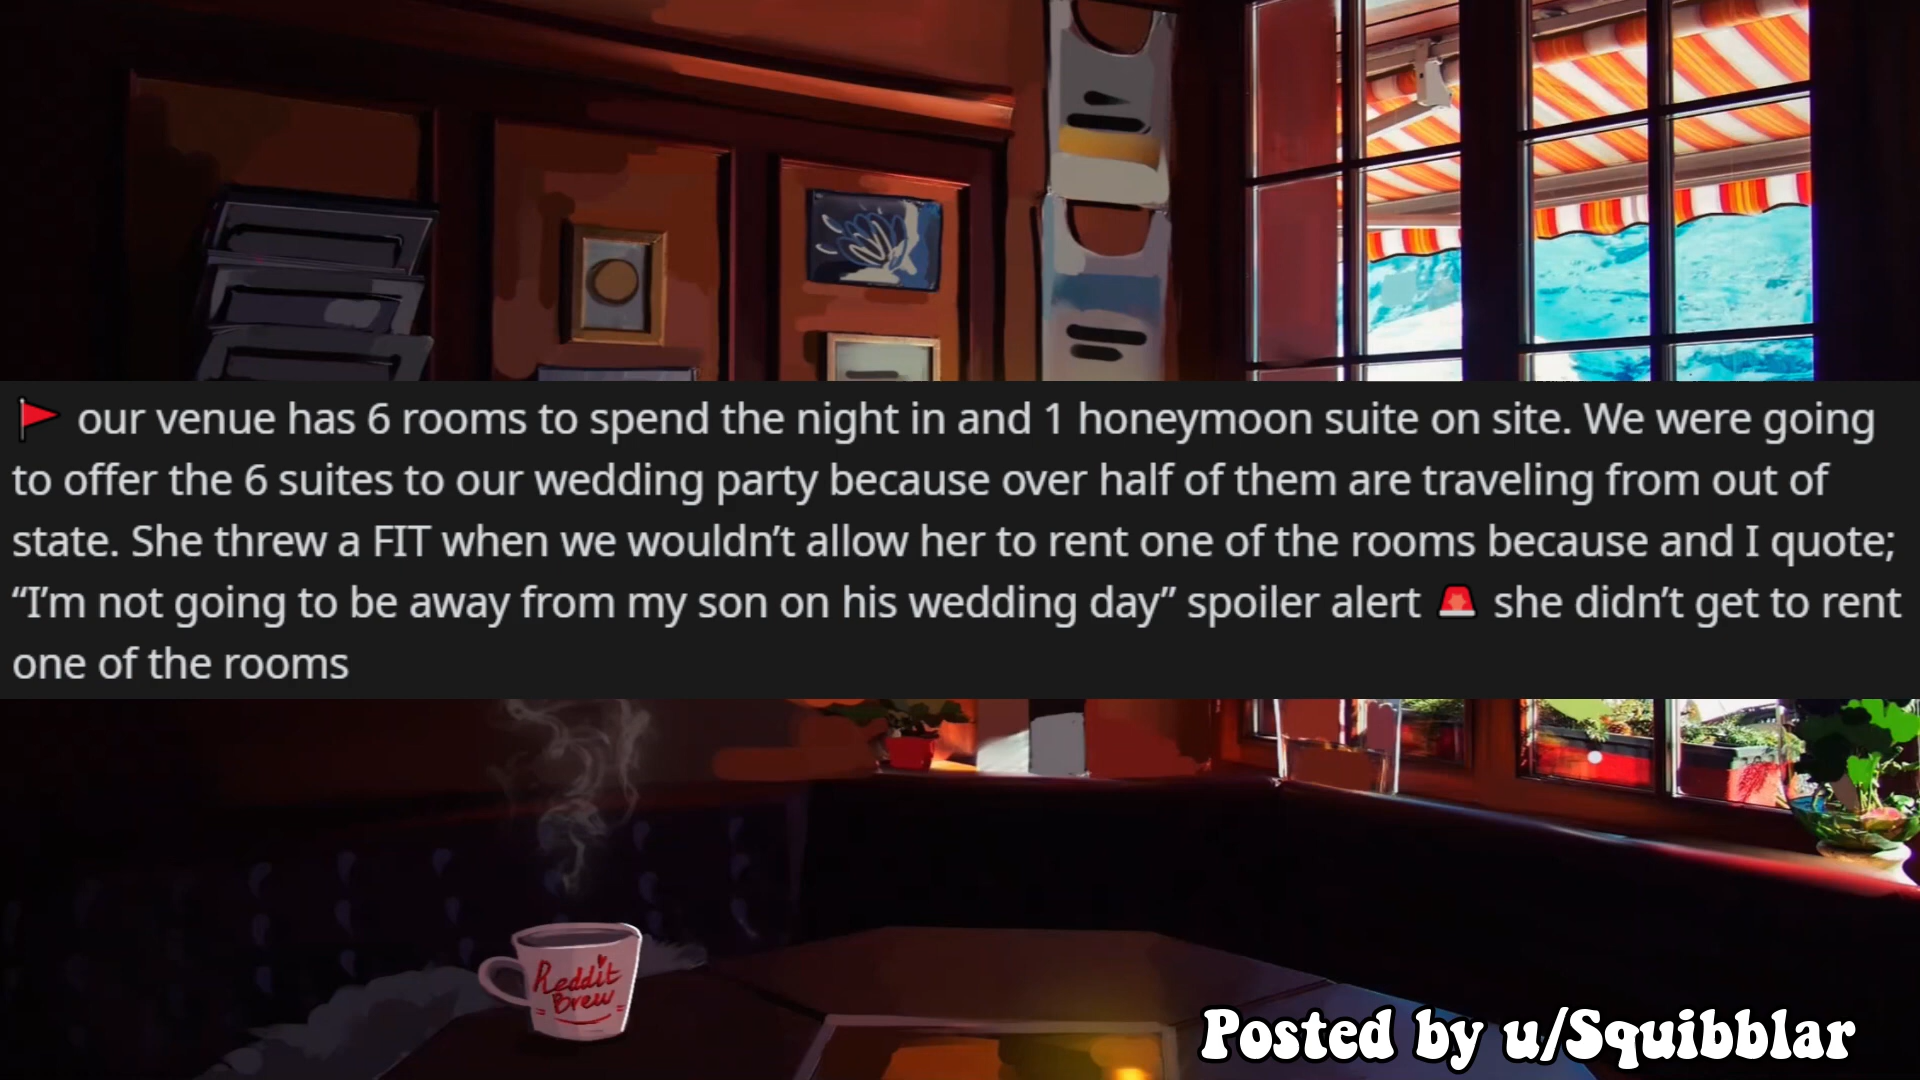 🚩 our venue has 6 rooms to spend the night in and 1 honeymoon suite on site. We were going
to offer the 6 suites to our wedding party because over half of them are traveling from out of
state. She threw a FIT when we wouldn’t allow her to rent one of the rooms because and I quote;
“I’m not going to be away from my son on his wedding day” spoiler alert 🚨 she didn’t get to rent
one of the rooms
Reddit
Brew
Posted by u/Squibblar